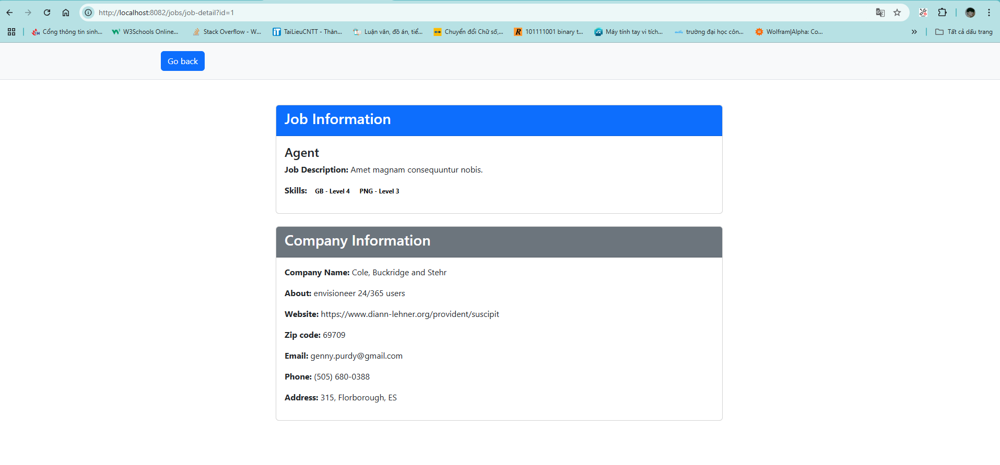 http://localhost:8082/jobs/job-detail?id=1
Cổng thông tin sinh... W3Schools Online... Stack Overflow - W... TaiLieuCNTT - Thàn... Luận văn, đồ án, tiể... Chuyển đổi Chữ số,... 101111001 binary t... Máy tính tay vi tích... trường đại học côn... Wolfram|Alpha: Co... Tất cả dấu trang
Go back
Job Information
Agent
Job Description: Amet magnam consequuntur nobis.
Skills: GB - Level 4 PNG - Level 3
Company Information
Company Name: Cole, Buckridge and Stehr
About: envisioneer 24/365 users
Website: https://www.diann-lehner.org/provident/suscipit
Zip code: 69709
Email: genny.purdy@gmail.com
Phone: (505) 680-0388
Address: 315, Florborough, ES